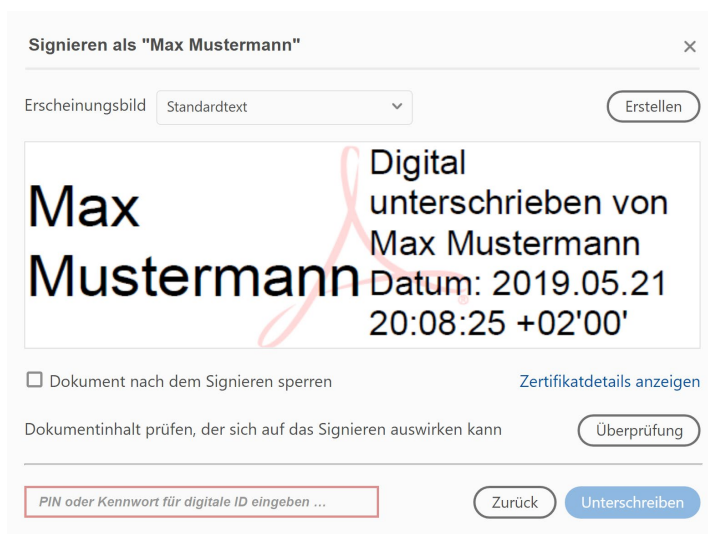 Signieren als "Max Mustermann"
Erscheinungsbild Standardtext Erstellen
Max
Mustermann
Digital
unterschrieben von
Max Mustermann
Datum: 2019.05.21
20:08:25 +02'00'
Dokument nach dem Signieren sperren Zertifikatdetails anzeigen
Dokumentinhalt prüfen, der sich auf das Signieren auswirken kann Überprüfung
PIN oder Kennwort für digitale ID eingeben ... Zurück Unterschreiben